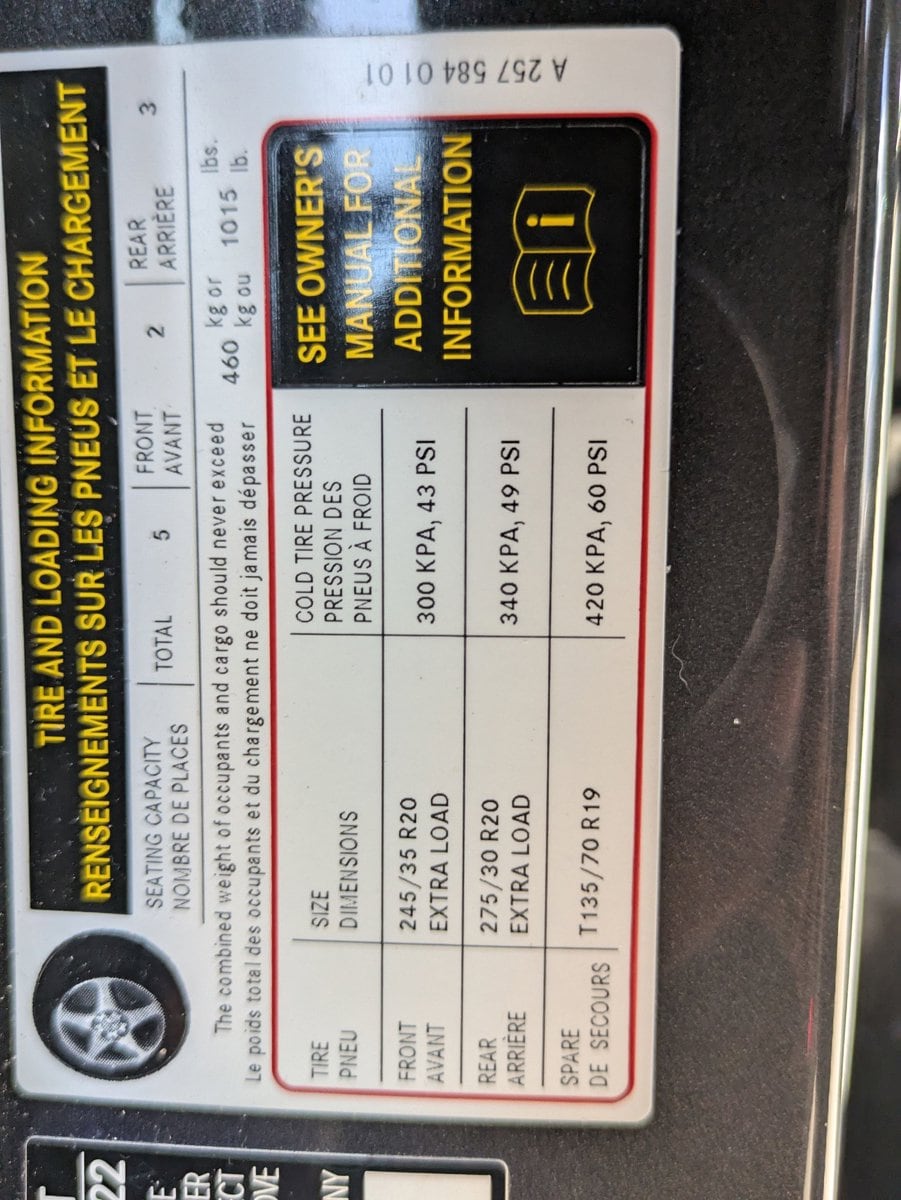 TIRE AND LOADING INFORMATION
RENSEIGNEMENTS SUR LES PNEUS ET LE CHARGEMENT
SEATING CAPACITY
NOMBRE DE PLACES
TOTAL 5
FRONT
AVANT
2
REAR
ARRIÈRE
3
The combined weight of occupants and cargo should never exceed 460 kg or 1015 lbs.
Le poids total des occupants et du chargement ne doit jamais dépasser kg ou lb.
TIRE
PNEU
SIZE
DIMENSIONS
COLD TIRE PRESSURE
PRESSION DES
PNEUS À FROID
FRONT
AVANT
245/35 R20
EXTRA LOAD
300 KPA, 43 PSI
REAR
ARRIÈRE
275/30 R20
EXTRA LOAD
340 KPA, 49 PSI
SPARE
DE SECOURS
T135/70 R19
420 KPA, 60 PSI
SEE OWNER'S
MANUAL FOR
ADDITIONAL
INFORMATION
i
A 257 584 01 01
22